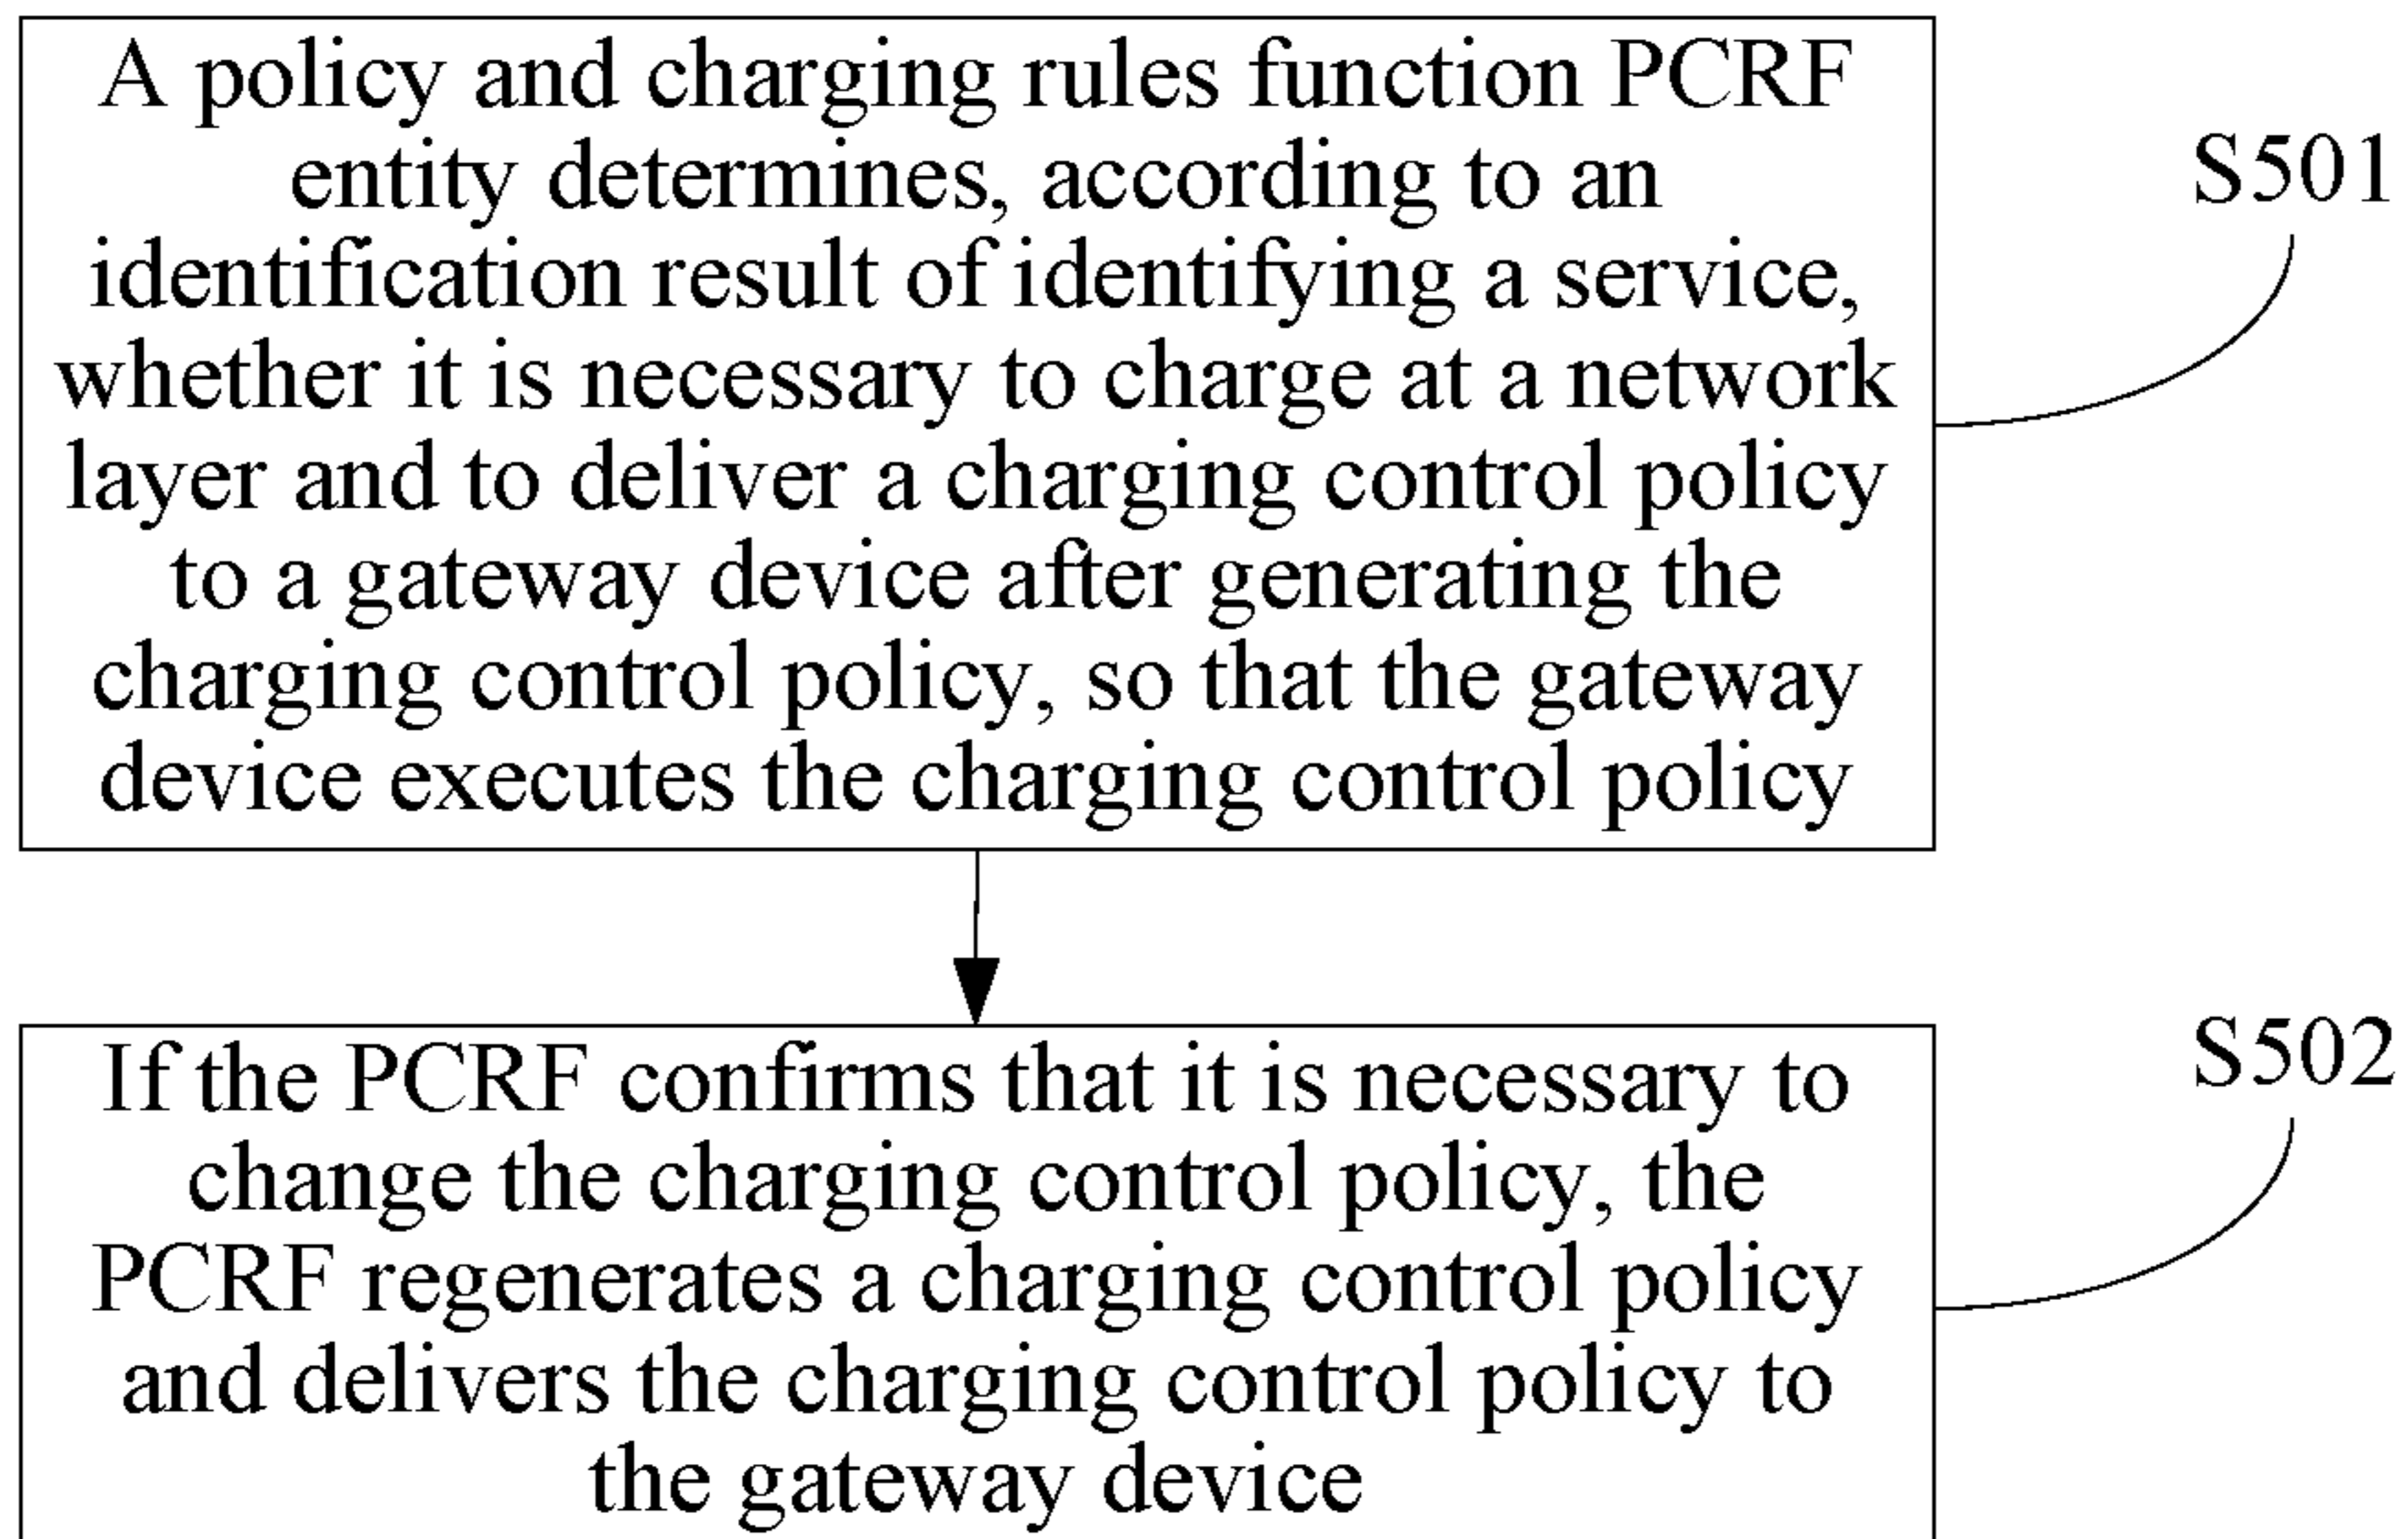 A policy and charging rules function PCRF
entity determines, according to an
identification result of identifying a service,
whether it is necessary to charge at a network
layer and to deliver a charging control policy
to a gateway device after generating the
charging control policy, so that the gateway
device executes the charging control policy
S501
If the PCRF confirms that it is necessary to
change the charging control policy, the
PCRF regenerates a charging control policy
and delivers the charging control policy to
the gateway device
S502